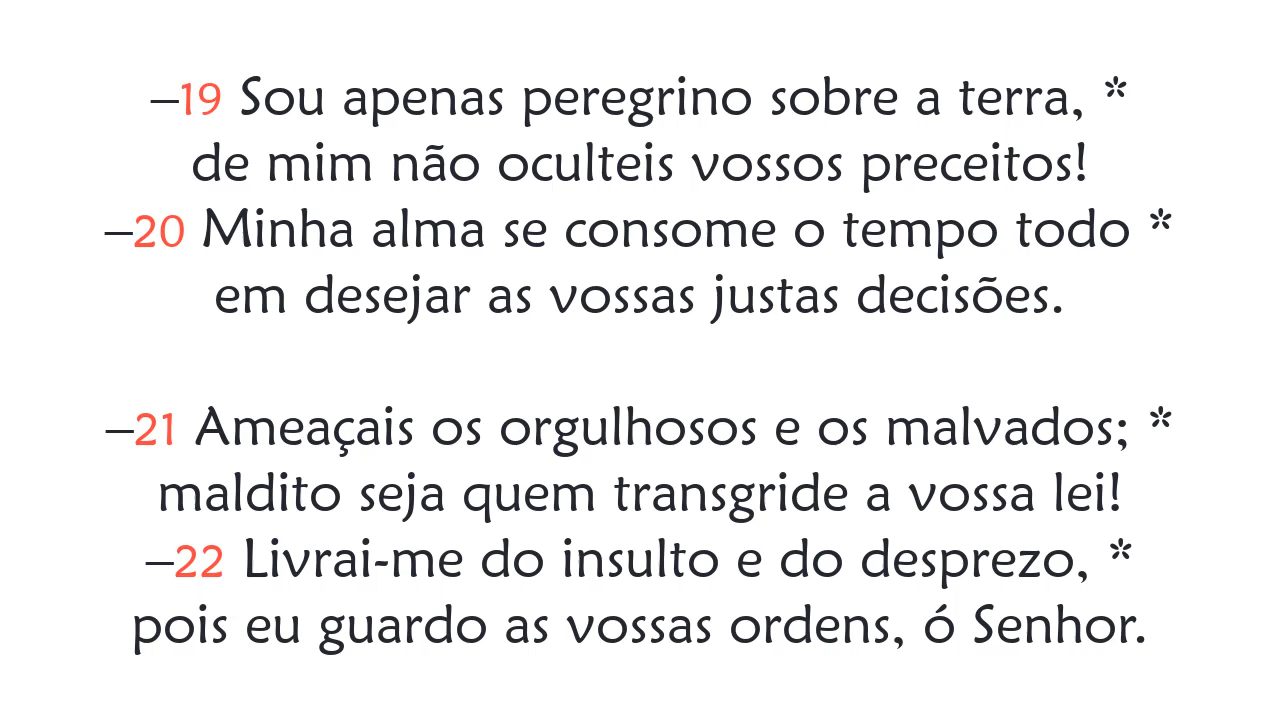 –19 Sou apenas peregrino sobre a terra, *
de mim não oculteis vossos preceitos!
–20 Minha alma se consome o tempo todo *
em desejar as vossas justas decisões.
–21 Ameaçais os orgulhosos e os malvados; *
maldito seja quem transgride a vossa lei!
–22 Livrai-me do insulto e do desprezo, *
pois eu guardo as vossas ordens, ó Senhor.